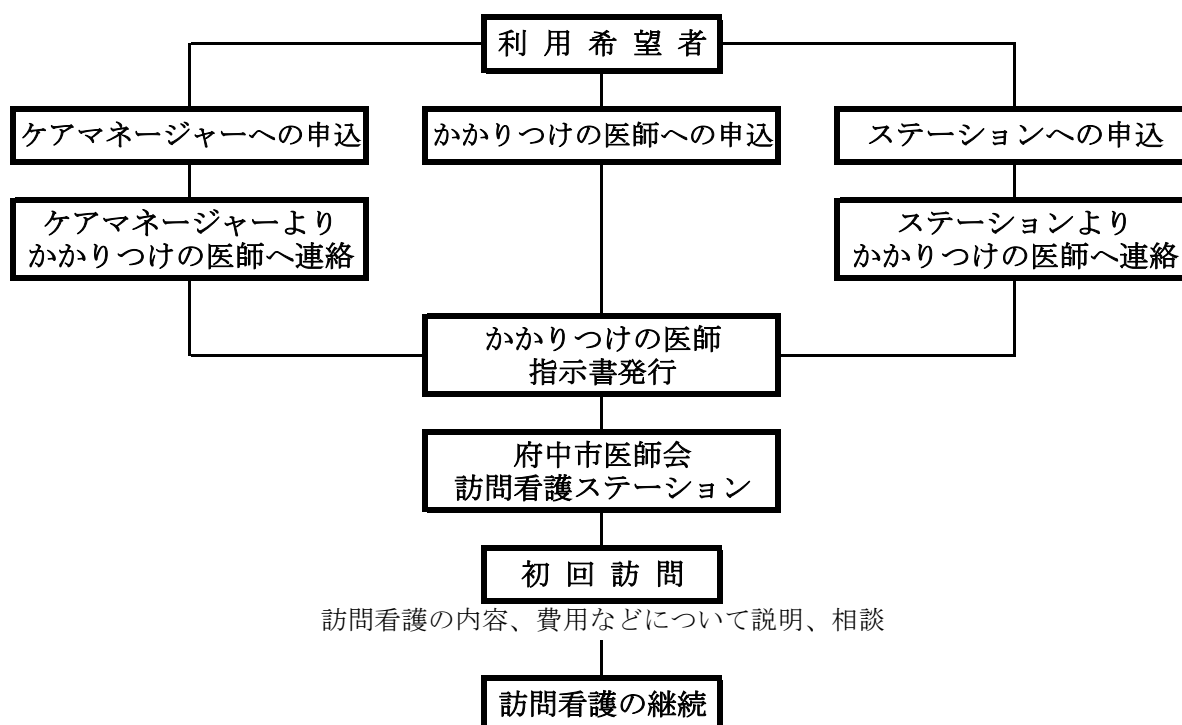 利用希望者
ケアマネージャーへの申込
かかりつけの医師への申込
ステーションへの申込
ケアマネージャーより
かかりつけの医師へ連絡
ステーションより
かかりつけの医師へ連絡
かかりつけの医師
指示書発行
府中市医師会
訪問看護ステーション
初回訪問
訪問看護の内容、費用などについて説明、相談
訪問看護の継続